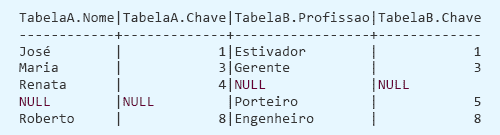 TabelaA.Nome|TabelaA.Chave|TabelaB.Profissao|TabelaB.Chave
------------+-------------+-----------------+-------------
José        |            1|Estivador        |            1
Maria       |            3|Gerente          |            3
Renata      |            4|NULL             |NULL
NULL        |NULL         |Porteiro         |            5
Roberto     |            8|Engenheiro       |            8